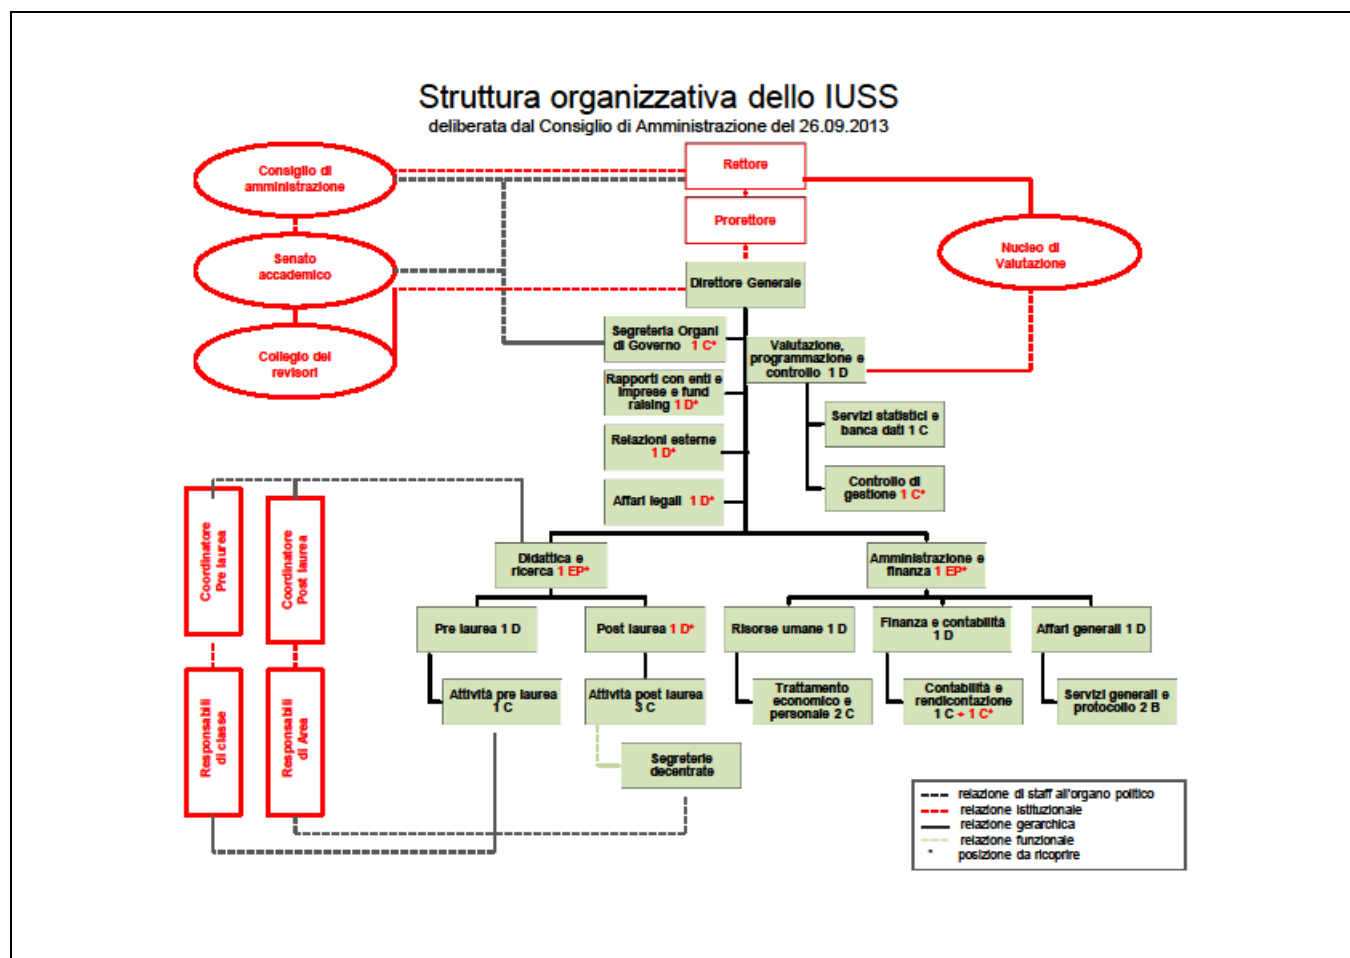 Struttura organizzativa dello IUSS
deliberata dal Consiglio di Amministrazione del 26.09.2013
Consiglio di
amministrazione
Rettore
Prorettore
Senato
accademico
Nucleo di
Valutazione
Direttore Generale
Collegio dei
revisori
Segreteria Organi
di Governo 1 C*
Valutazione,
programmazione e
controllo 1 D
Rapporti con enti e
imprese e fund
raising 1 D*
Servizi statistici e
banca dati 1 C
Relazioni esterne
1 D*
Controllo di
gestione 1 C*
Affari legali 1 D*
Coordinatore
Pre laurea
Coordinatore
Post laurea
Didattica e
ricerca 1 EP*
Amministrazione e
finanza 1 EP*
Pre laurea 1 D
Post laurea 1 D*
Risorse umane 1 D
Finanza e contabilità
1 D
Affari generali 1 D
Responsabili
di classe
Responsabili
di Area
Attività pre laurea
1 C
Attività post laurea
3 C
Trattamento
economico e
personale 2 C
Contabilità e
rendicontazione
1 C + 1 C*
Servizi generali e
protocollo 2 B
Segreterie
decentrate
relazione di staff all'organo politico
relazione istituzionale
relazione gerarchica
relazione funzionale
* posizione da ricoprire